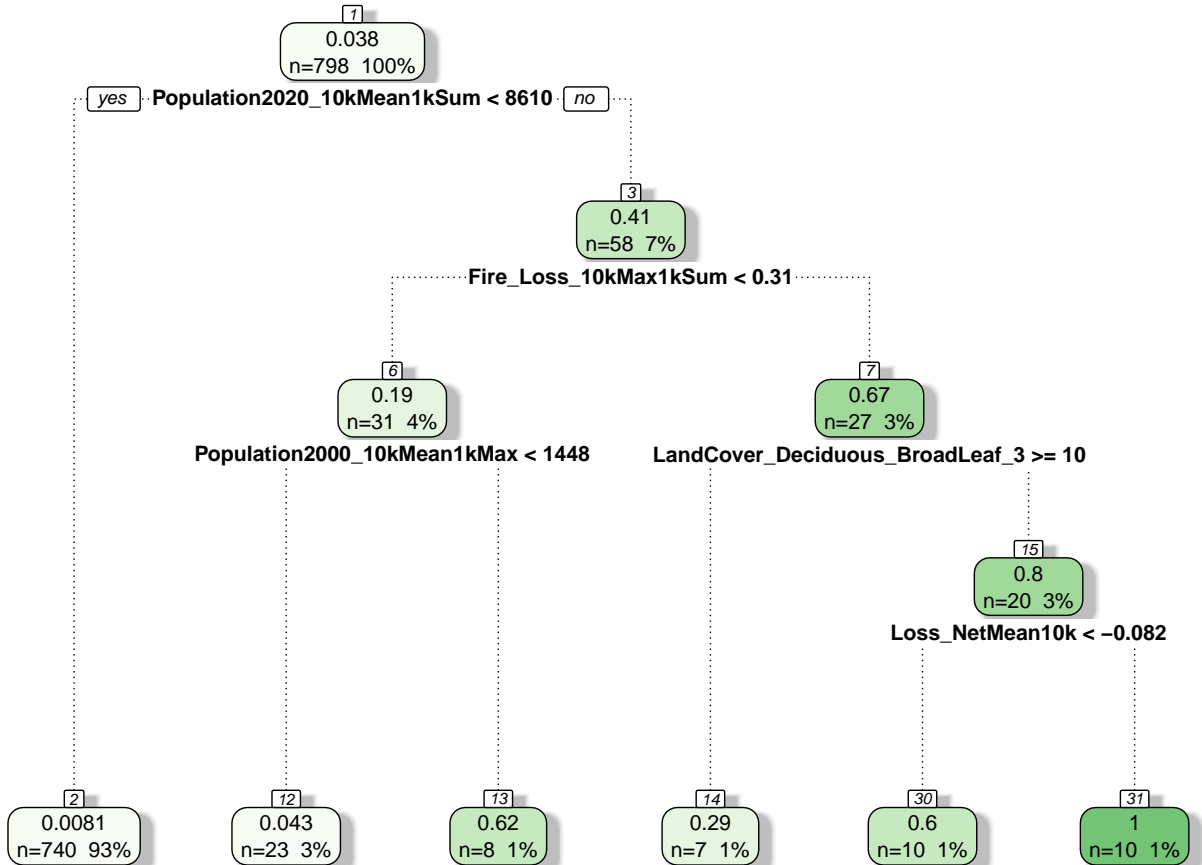 1
0.038
n=798 100%
yes Population2020_10kMean1kSum < 8610 no
3
0.41
n=58 7%
Fire_Loss_10kMax1kSum < 0.31
6
0.19
n=31 4%
Population2000_10kMean1kMax < 1448
7
0.67
n=27 3%
LandCover_Deciduous_BroadLeaf_3 >= 10
15
0.8
n=20 3%
Loss_NetMean10k < −0.082
2
0.0081
n=740 93%
12
0.043
n=23 3%
13
0.62
n=8 1%
14
0.29
n=7 1%
30
0.6
n=10 1%
31
1
n=10 1%